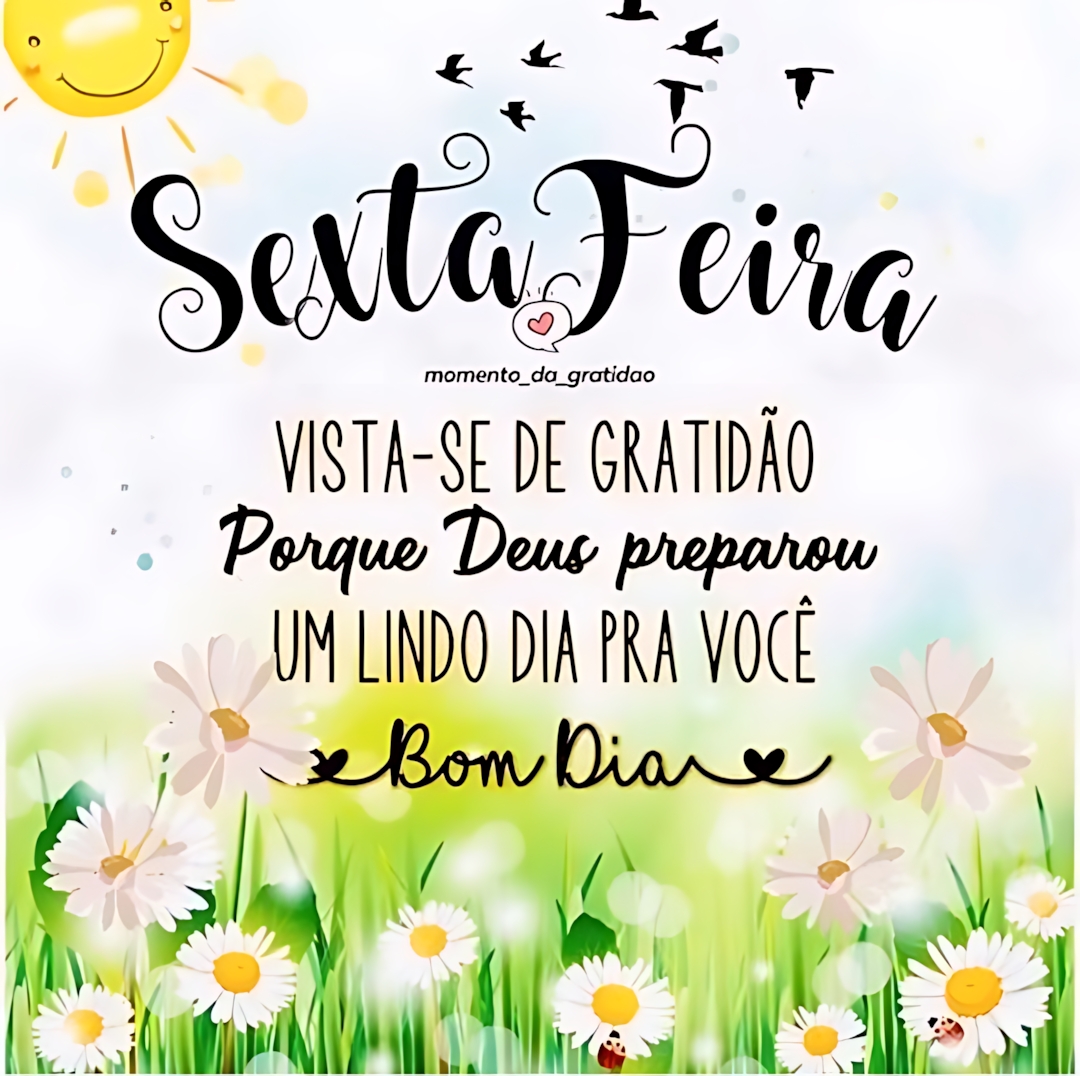 Sexta Feira
momento_da_gratidao
VISTA-SE DE GRATIDÃO
Porque Deus preparou
UM LINDO DIA PRA VOCÊ
Bom Dia